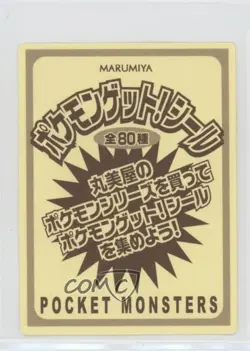 MARUMIYA
ポケモンゲット!シール
全80種
丸美屋の
ポケモンシリーズを買って
ポケモンゲット!シール
を集めよう!
POCKET MONSTERS